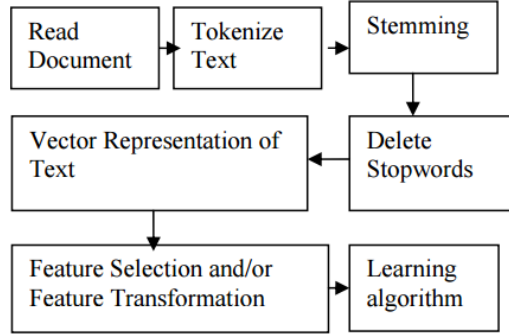 Read
Document
Tokenize
Text
Stemming
Vector Representation of
Text
Delete
Stopwords
Feature Selection and/or
Feature Transformation
Learning
algorithm